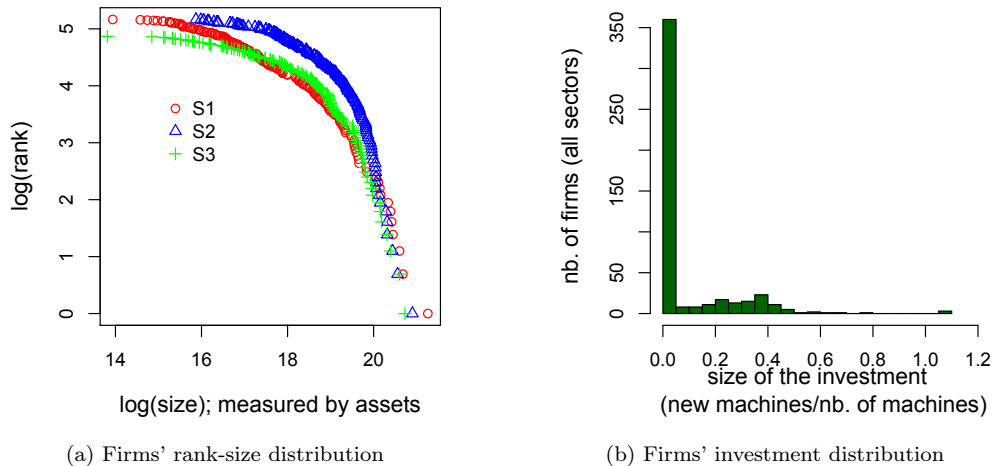 log(rank)
5
4
3
2
1
0
S1
S2
S3
14 16 18 20
log(size); measured by assets
(a) Firms' rank-size distribution
nb. of firms (all sectors)
350
250
150
50
0
0.0 0.2 0.4 0.6 0.8 1.0 1.2
size of the investment
(new machines/nb. of machines)
(b) Firms' investment distribution